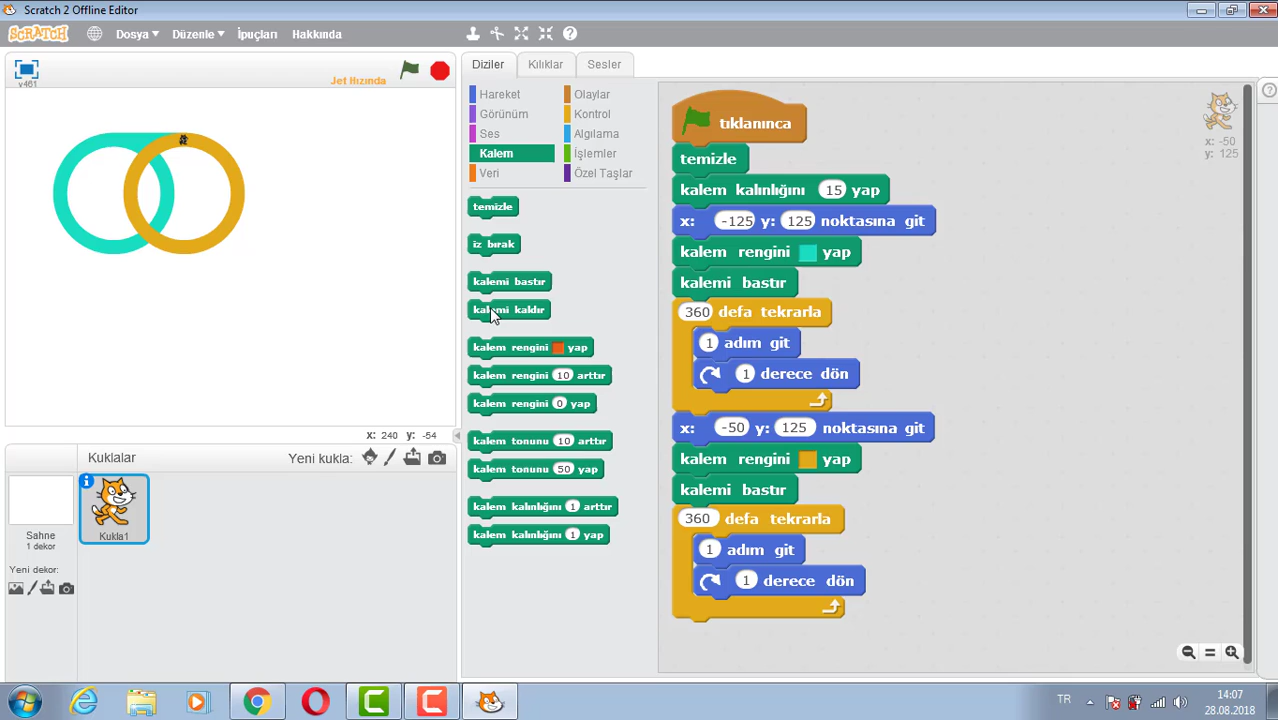 Scratch 2 Offline Editor
SCRATCH Dosya Düzenle İpuçları Hakkında
v461
Jet Hızında
x: 240 y: -54
Kuklalar Yeni kukla:
Sahne
1 dekor
Yeni dekor:
Kukla1
Diziler Kılıklar Sesler
Hareket Olaylar
Görünüm Kontrol
Ses Algılama
Kalem İşlemler
Veri Özel Taşlar
temizle
iz bırak
kalemi bastır
kalemi kaldır
kalem rengini yap
kalem rengini 10 arttır
kalem rengini 0 yap
kalem tonunu 10 arttır
kalem tonunu 50 yap
kalem kalınlığını 1 arttır
kalem kalınlığını 1 yap
tıklanınca
temizle
kalem kalınlığını 15 yap
x: -125 y: 125 noktasına git
kalem rengini yap
kalemi bastır
360 defa tekrarla
1 adım git
1 derece dön
x: -50 y: 125 noktasına git
kalem rengini yap
kalemi bastır
360 defa tekrarla
1 adım git
1 derece dön
x: -50
y: 125
TR
14:07
28.08.2018